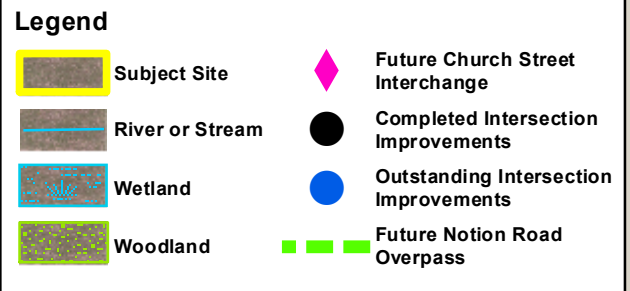 Legend
Subject Site
River or Stream
Wetland
Woodland
Future Church Street
Interchange
Completed Intersection
Improvements
Outstanding Intersection
Improvements
Future Notion Road
Overpass